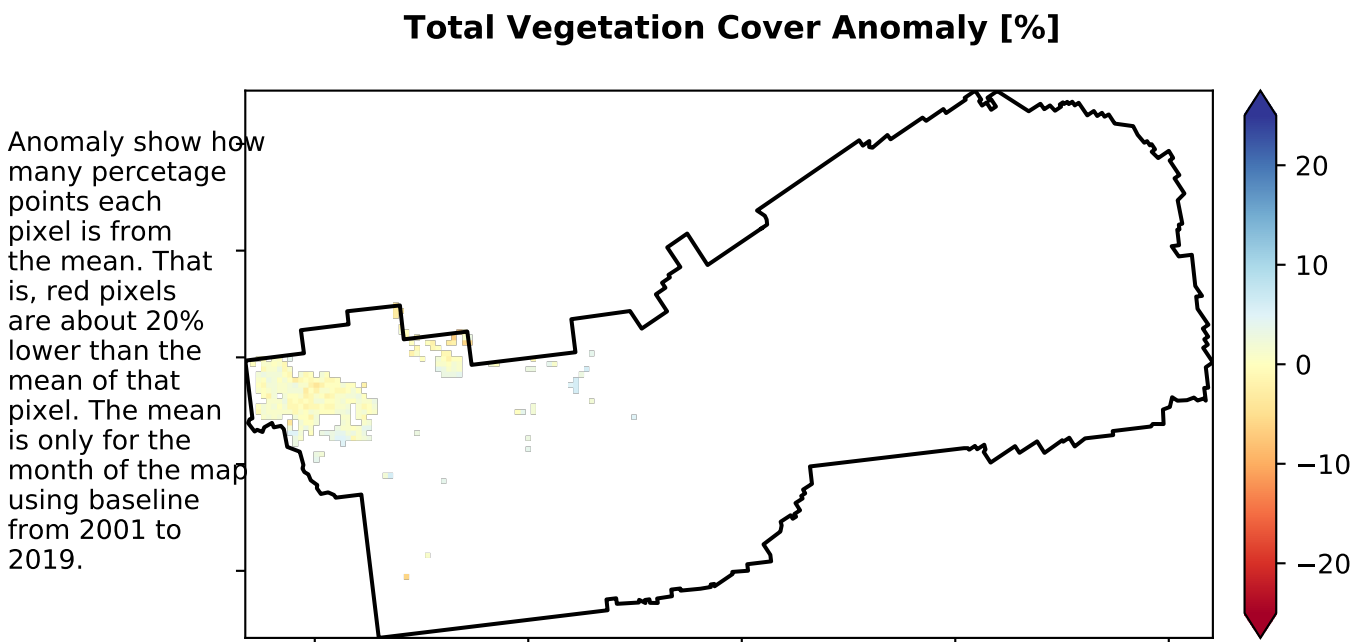 Total Vegetation Cover Anomaly [%]
Anomaly show how
many percetage
points each
pixel is from
the mean. That
is, red pixels
are about 20%
lower than the
mean of that
pixel. The mean
is only for the
month of the map
using baseline
from 2001 to
2019.
20
10
0
−10
−20